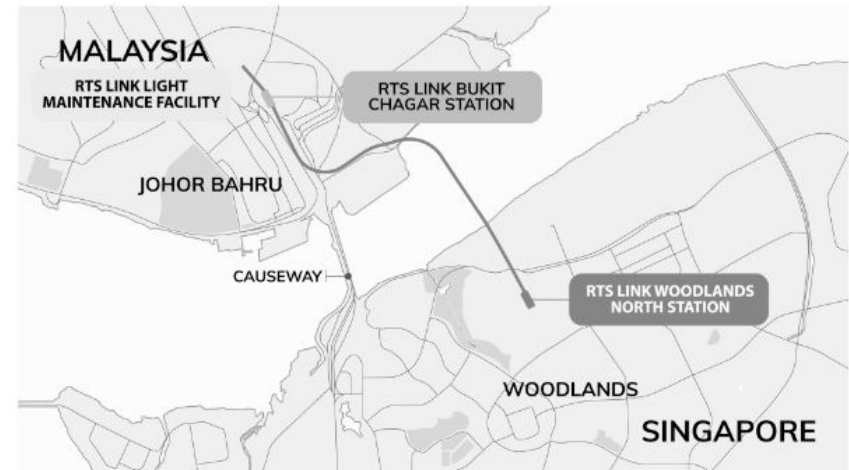 MALAYSIA
RTS LINK LIGHT
MAINTENANCE FACILITY
RTS LINK BUKIT
CHAGAR STATION
JOHOR BAHRU
CAUSEWAY
RTS LINK WOODLANDS
NORTH STATION
WOODLANDS
SINGAPORE